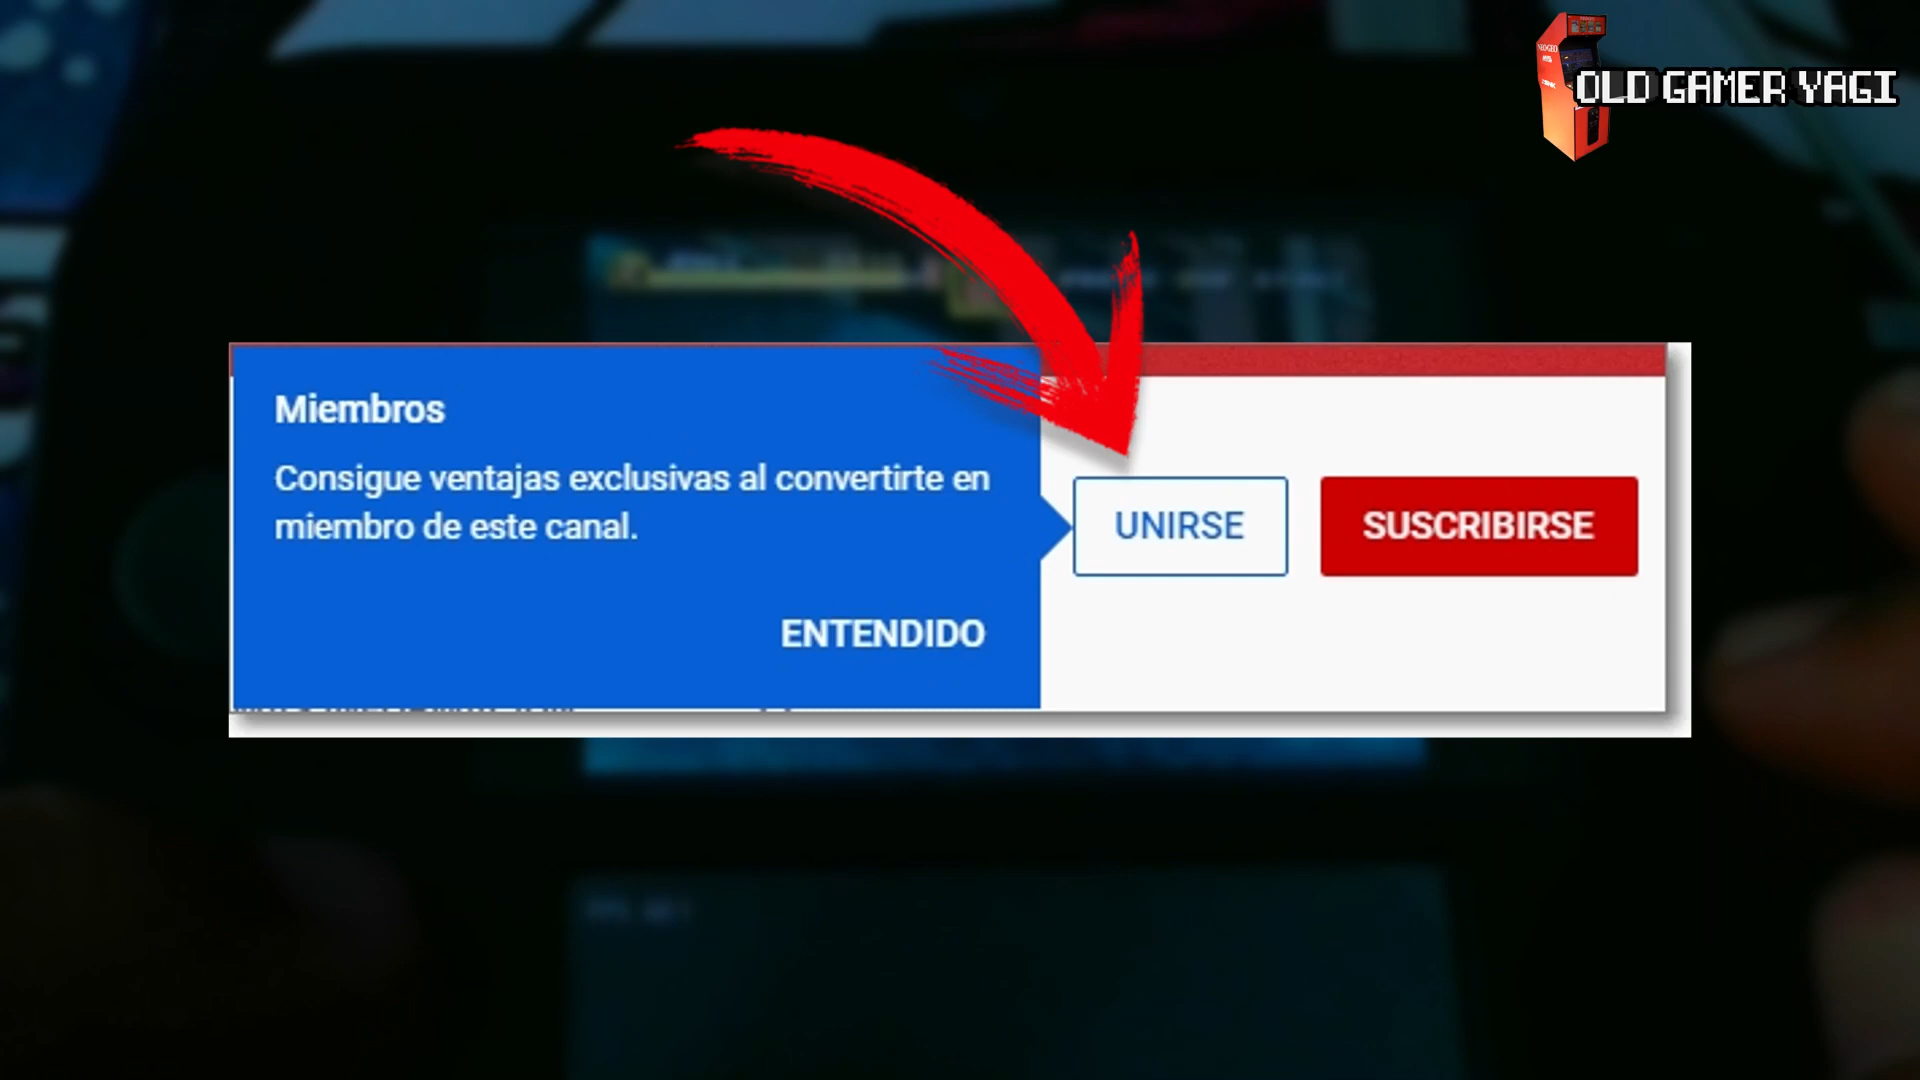 OLD GAMER YAGI
Miembros
Consigue ventajas exclusivas al convertirte en
miembro de este canal.
ENTENDIDO
UNIRSE
SUSCRIBIRSE